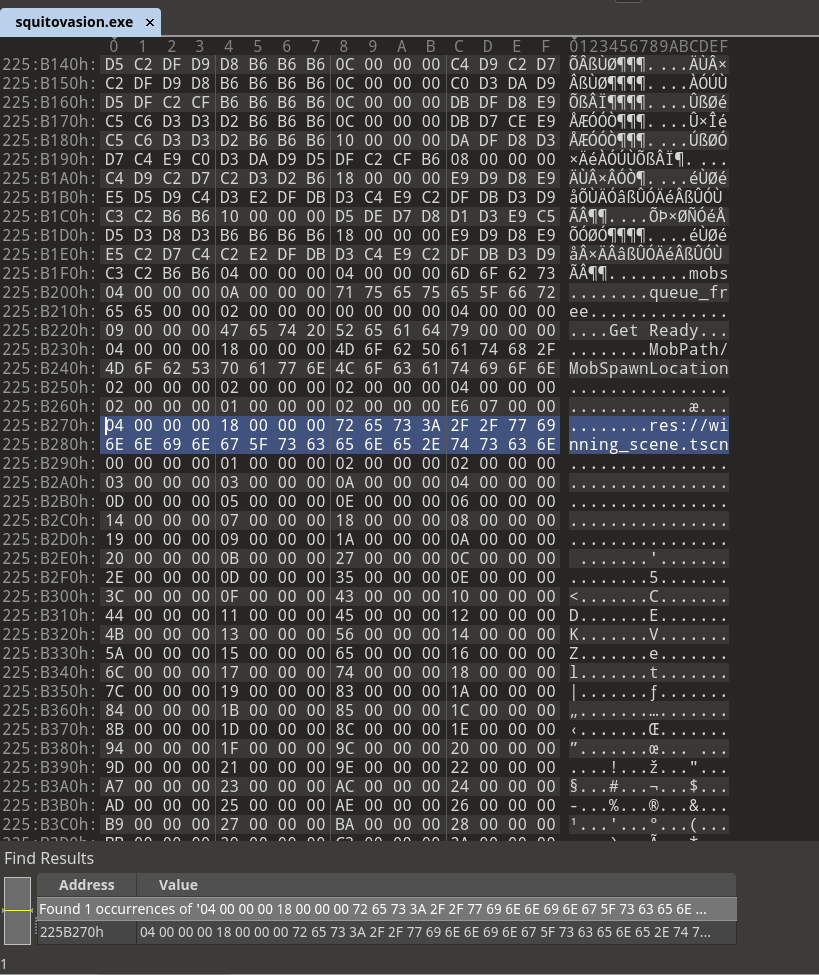 squitovasion.exe ×
0 1 2 3 4 5 6 7 8 9 A B C D E F 0123456789ABCDEF
225:B140h: D5 C2 DF D9 D8 B6 B6 B6 0C 00 00 00 C4 D9 C2 D7 ÕÂßÙØ¶¶¶....ÄÙÂ×
225:B150h: C2 DF D9 D8 B6 B6 B6 B6 0C 00 00 00 C0 D3 DA D9 ÂßÙØ¶¶¶¶....ÀÓÚÙ
225:B160h: D5 DF C2 CF B6 B6 B6 B6 0C 00 00 00 DB DF D8 E9 ÕßÂÏ¶¶¶¶....ÛßØé
225:B170h: C5 C6 D3 D3 D2 B6 B6 B6 0C 00 00 00 DB D7 CE E9 ÅÆÓÓÒ¶¶¶....Û×Îé
225:B180h: C5 C6 D3 D3 D2 B6 B6 B6 10 00 00 00 DA DF D8 D3 ÅÆÓÓÒ¶¶¶....ÚßØÓ
225:B190h: D7 C4 E9 C0 D3 DA D9 D5 DF C2 CF B6 08 00 00 00 ×ÄéÀÓÚÙÕßÂÏ¶....
225:B1A0h: C4 D9 C2 D7 C2 D3 D2 B6 18 00 00 00 E9 D9 D8 E9 ÄÙÂ×ÂÓÒ¶....éÙØé
225:B1B0h: E5 D5 D9 C4 D3 E2 DF DB D3 C4 E9 C2 DF DB D3 D9 åÕÙÄÓâßÛÓÄéÂßÛÓÙ
225:B1C0h: C3 C2 B6 B6 10 00 00 00 D5 DE D7 D8 D1 D3 E9 C5 ÃÂ¶¶....ÕÞ×ØÑÓéÅ
225:B1D0h: D5 D3 D8 D3 B6 B6 B6 B6 18 00 00 00 E9 D9 D8 E9 ÕÓØÓ¶¶¶¶....éÙØé
225:B1E0h: E5 C2 D7 C4 C2 E2 DF DB D3 C4 E9 C2 DF DB D3 D9 åÂ×ÄÂâßÛÓÄéÂßÛÓÙ
225:B1F0h: C3 C2 B6 B6 04 00 00 00 04 00 00 00 6D 6F 62 73 ÃÂ¶¶........mobs
225:B200h: 04 00 00 00 0A 00 00 00 71 75 65 75 65 5F 66 72 ........queue_fr
225:B210h: 65 65 00 00 02 00 00 00 00 00 00 00 04 00 00 00 ee..............
225:B220h: 09 00 00 00 47 65 74 20 52 65 61 64 79 00 00 00 ....Get Ready...
225:B230h: 04 00 00 00 18 00 00 00 4D 6F 62 50 61 74 68 2F ........MobPath/
225:B240h: 4D 6F 62 53 70 61 77 6E 4C 6F 63 61 74 69 6F 6E MobSpawnLocation
225:B250h: 02 00 00 00 02 00 00 00 02 00 00 00 04 00 00 00 ................
225:B260h: 02 00 00 00 01 00 00 00 02 00 00 00 E6 07 00 00 ............æ...
225:B270h: 04 00 00 00 18 00 00 00 72 65 73 3A 2F 2F 77 69 ........res://wi
225:B280h: 6E 6E 69 6E 67 5F 73 63 65 6E 65 2E 74 73 63 6E nning_scene.tscn
225:B290h: 00 00 00 00 01 00 00 00 02 00 00 00 02 00 00 00 ................
225:B2A0h: 03 00 00 00 03 00 00 00 0A 00 00 00 04 00 00 00 ................
225:B2B0h: 0D 00 00 00 05 00 00 00 0E 00 00 00 06 00 00 00 ................
225:B2C0h: 14 00 00 00 07 00 00 00 18 00 00 00 08 00 00 00 ................
225:B2D0h: 19 00 00 00 09 00 00 00 1A 00 00 00 0A 00 00 00 ................
225:B2E0h: 20 00 00 00 0B 00 00 00 27 00 00 00 0C 00 00 00 .......'.......
225:B2F0h: 2E 00 00 00 0D 00 00 00 35 00 00 00 0E 00 00 00 ........5.......
225:B300h: 3C 00 00 00 0F 00 00 00 43 00 00 00 10 00 00 00 <.......C.......
225:B310h: 44 00 00 00 11 00 00 00 45 00 00 00 12 00 00 00 D.......E.......
225:B320h: 4B 00 00 00 13 00 00 00 56 00 00 00 14 00 00 00 K.......V.......
225:B330h: 5A 00 00 00 15 00 00 00 65 00 00 00 16 00 00 00 Z.......e.......
225:B340h: 6C 00 00 00 17 00 00 00 74 00 00 00 18 00 00 00 l.......t.......
225:B350h: 7C 00 00 00 19 00 00 00 83 00 00 00 1A 00 00 00 |.......ƒ.......
225:B360h: 84 00 00 00 1B 00 00 00 85 00 00 00 1C 00 00 00 „.......….......
225:B370h: 8B 00 00 00 1D 00 00 00 8C 00 00 00 1E 00 00 00 ‹.......Œ.......
225:B380h: 94 00 00 00 1F 00 00 00 9C 00 00 00 20 00 00 00 ”.......œ... ...
225:B390h: 9D 00 00 00 21 00 00 00 9E 00 00 00 22 00 00 00 ....!...ž..."...
225:B3A0h: A7 00 00 00 23 00 00 00 AC 00 00 00 24 00 00 00 §...#...¬...$...
225:B3B0h: AD 00 00 00 25 00 00 00 AE 00 00 00 26 00 00 00 -...%...®...&...
225:B3C0h: B9 00 00 00 27 00 00 00 BA 00 00 00 28 00 00 00 ¹...'...º...(...
Find Results
Address Value
Found 1 occurrences of '04 00 00 00 18 00 00 00 72 65 73 3A 2F 2F 77 69 6E 6E 69 6E 67 5F 73 63 65 6E ...
225B270h 04 00 00 00 18 00 00 00 72 65 73 3A 2F 2F 77 69 6E 6E 69 6E 67 5F 73 63 65 6E 65 2E 74 7...
1